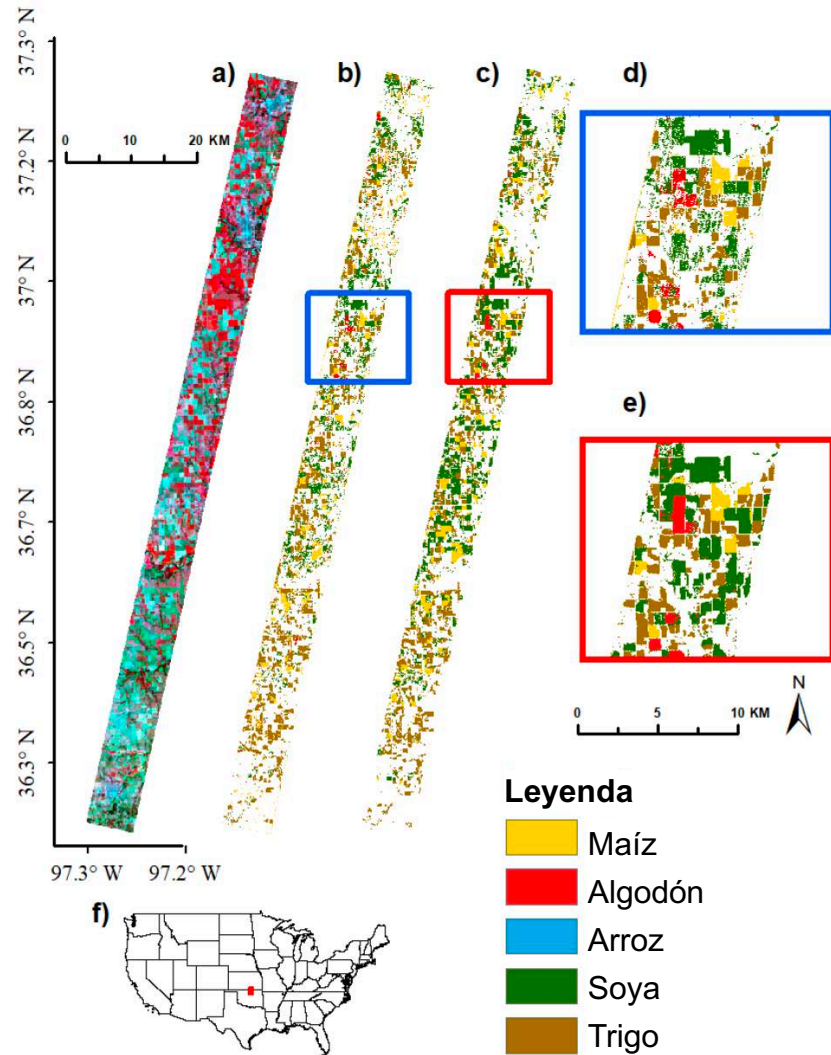 a)
b)
c)
d)
0 20 KM
37.3° N
37.2° N
37° N
36.8° N
36.7° N
36.5° N
36.3° N
97.3° W 97.2° W
e)
N
0 5 10 KM
f)
Leyenda
Maíz
Algodón
Arroz
Soya
Trigo